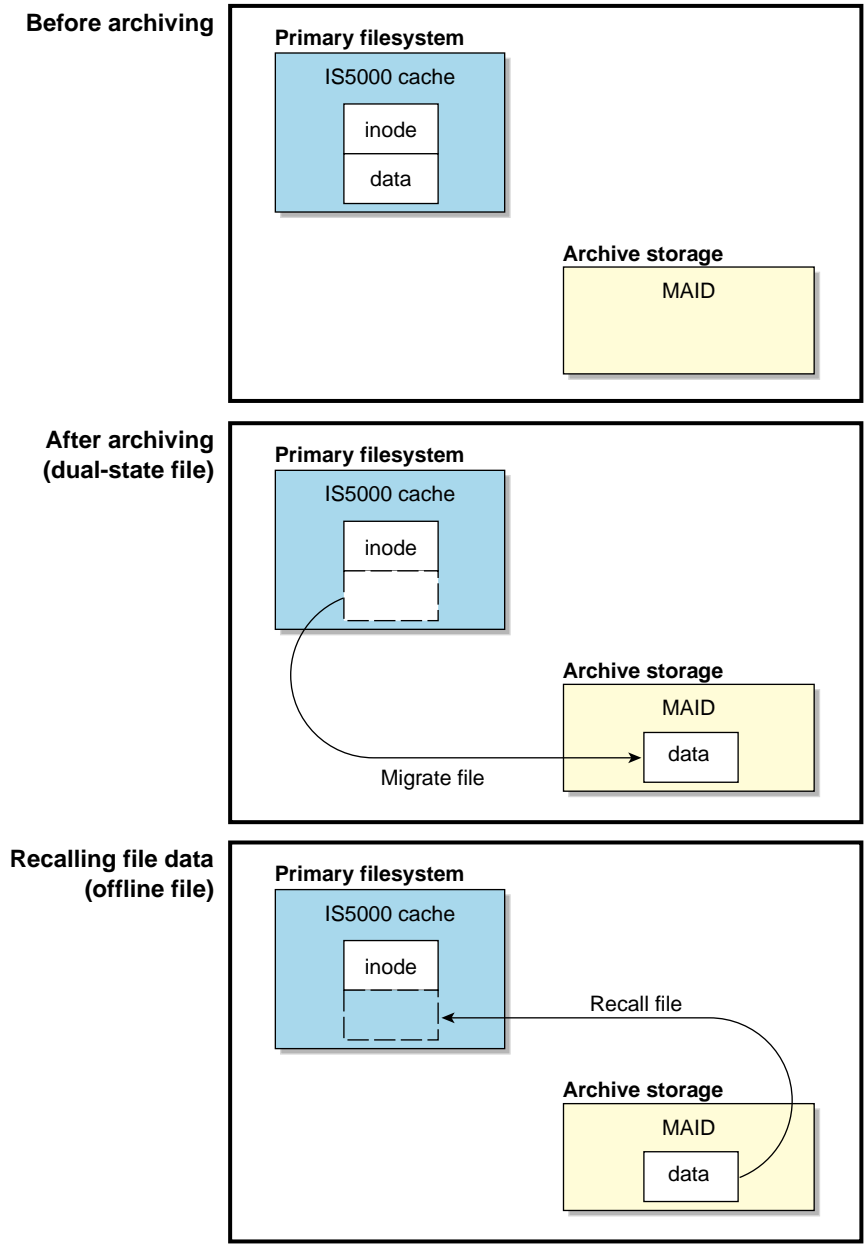 Before archiving
Primary filesystem
IS5000 cache
inode
data
Archive storage
MAID
After archiving
(dual-state file)
Primary filesystem
IS5000 cache
inode
Archive storage
MAID
data
Migrate file
Recalling file data
(offline file)
Primary filesystem
IS5000 cache
inode
Recall file
Archive storage
MAID
data